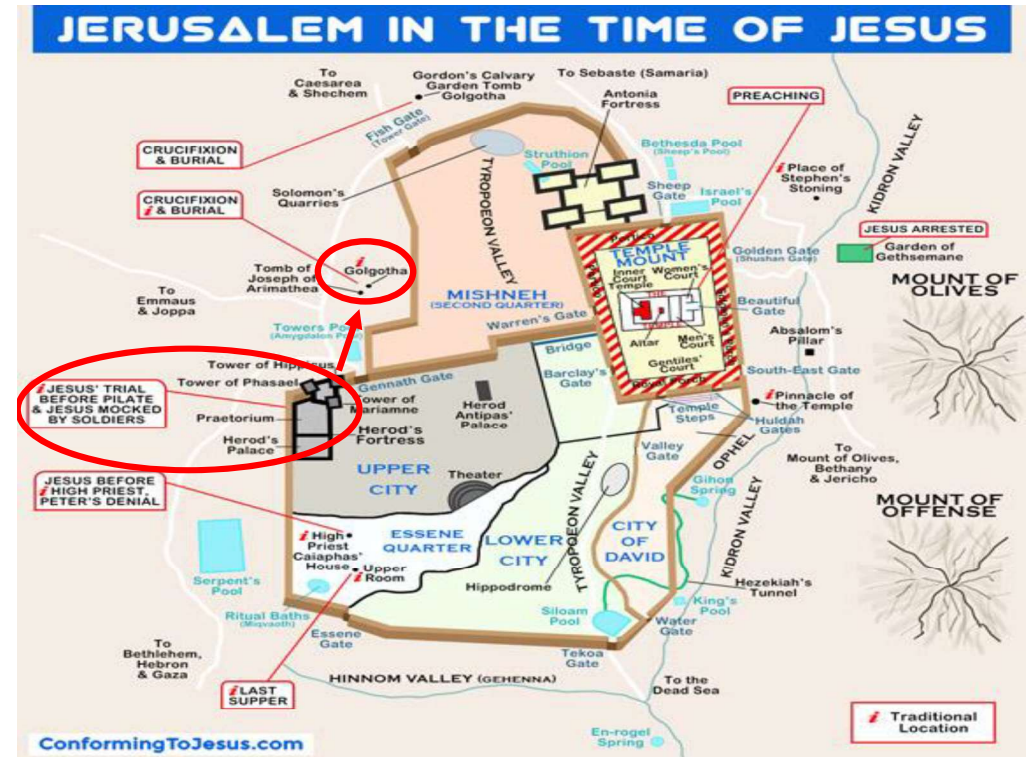 JERUSALEM IN THE TIME OF JESUS
To
Caesarea
& Shechem
Gordon's Calvary
Garden Tomb
Golgotha
To Sebaste (Samaria)
Antonia
Fortress
PREACHING
Fish Gate
(Tower Gate)
CRUCIFIXION
& BURIAL
Struthion
Pool
Bethesda Pool
(Sheep's Pool)
i Place of
Stephen's
Stoning
KIDRON VALLEY
Solomon's
Quarries
TYROPOEON VALLEY
Sheep
Gate
Israel's
Pool
CRUCIFIXION
i & BURIAL
JESUS ARRESTED
Garden of
Gethsemane
Portico
TEMPLE
MOUNT
Golden Gate
(Shushan Gate)
i
Golgotha
Tomb of
Joseph of
Arimathea
Inner
Court
Women's
Court
Temple
MOUNT OF
OLIVES
To
Emmaus
& Joppa
MISHNEH
(SECOND QUARTER)
Beautiful
Gate
THE
TEMPLE
Warren's Gate
Towers Pool
(Amygdalon Pool)
Altar
Men's
Court
Absalom's
Pillar
Bridge
Gentiles'
Court
Tower of Hippicus
Barclay's
Gate
South-East Gate
Tower of Phasael
Gennath Gate
Royal Porch
i JESUS' TRIAL
BEFORE PILATE
& JESUS MOCKED
BY SOLDIERS
Tower of
Mariamne
Herod
Antipas'
Palace
Temple
Steps
i Pinnacle of
the Temple
Praetorium
Huldah
Gates
Herod's
Palace
Herod's
Fortress
Valley
Gate
OPHEL
To
Mount of Olives,
Bethany
& Jericho
UPPER
CITY
Theater
Gihon
Spring
JESUS BEFORE
i HIGH PRIEST,
PETER'S DENIAL
TYROPOEON VALLEY
KIDRON VALLEY
MOUNT OF
OFFENSE
i High
Priest
Caiaphas'
House
ESSENE
QUARTER
LOWER
CITY
CITY
OF
DAVID
Upper
i Room
Hippodrome
Hezekiah's
Tunnel
Serpent's
Pool
Ritual Baths
(Miqvaoth)
Siloam
Pool
King's
Pool
Essene
Gate
Water
Gate
To
Bethlehem,
Hebron
& Gaza
Tekoa
Gate
HINNOM VALLEY (GEHENNA)
To the
Dead Sea
i LAST
SUPPER
i Traditional
Location
En-rogel
Spring
ConformingToJesus.com